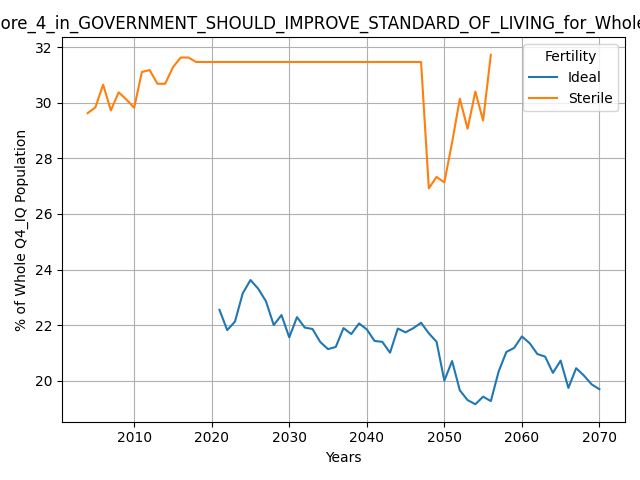 ore_4_in_GOVERNMENT_SHOULD_IMPROVE_STANDARD_OF_LIVING_for_Whole
% of Whole Q4_IQ Population
32
30
28
26
24
22
20
Fertility
Ideal
Sterile
2010 2020 2030 2040 2050 2060 2070
Years